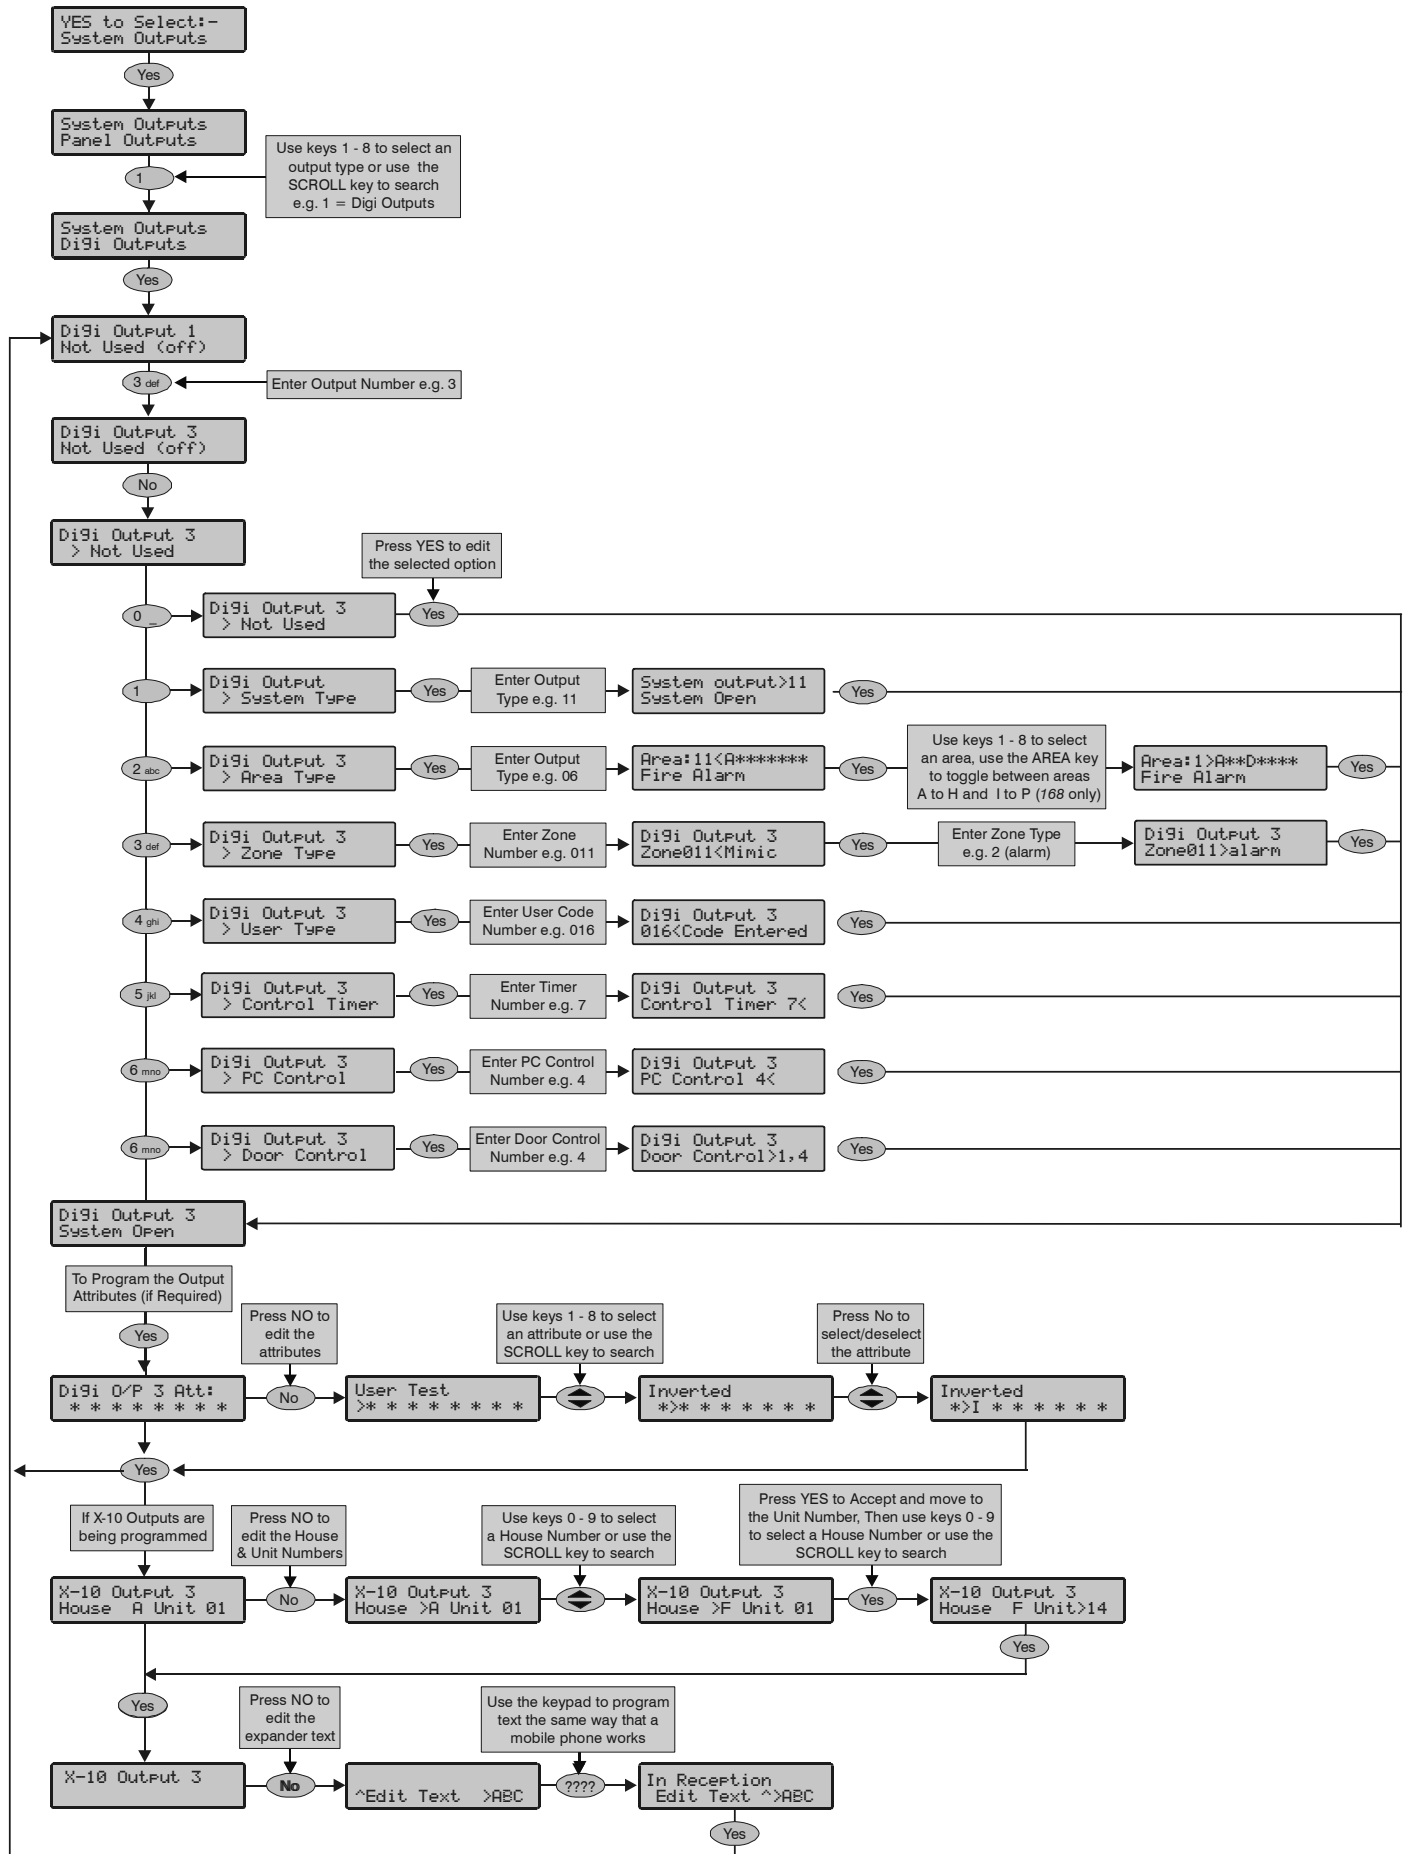 YES to Select:-
System Outputs
Yes
System Outputs
Panel Outputs
Use keys 1 - 8 to select an
output type or use the
SCROLL key to search
e.g. 1 = Digi Outputs
1
System Outputs
Digi Outputs
Yes
Digi Output 1
Not Used (off)
3 def
Enter Output Number e.g. 3
Digi Output 3
Not Used (off)
No
Digi Output 3
> Not Used
Press YES to edit
the selected option
0 _
Digi Output 3
> Not Used
Yes
1
Digi Output
> System Type
Yes
Enter Output
Type e.g. 11
System output>11
System Open
Yes
2 abc
Digi Output 3
> Area Type
Yes
Enter Output
Type e.g. 06
Area:11<A*******
Fire Alarm
Yes
Use keys 1 - 8 to select
an area, use the AREA key
to toggle between areas
A to H and I to P (168 only)
Area:1>A**D****
Fire Alarm
Yes
3 def
Digi Output 3
> Zone Type
Yes
Enter Zone
Number e.g. 011
Digi Output 3
Zone011<Mimic
Yes
Enter Zone Type
e.g. 2 (alarm)
Digi Output 3
Zone011>alarm
Yes
4 ghi
Digi Output 3
> User Type
Yes
Enter User Code
Number e.g. 016
Digi Output 3
016<Code Entered
Yes
5 jkl
Digi Output 3
> Control Timer
Yes
Enter Timer
Number e.g. 7
Digi Output 3
Control Timer 7<
Yes
6 mno
Digi Output 3
> PC Control
Yes
Enter PC Control
Number e.g. 4
Digi Output 3
PC Control 4<
Yes
6 mno
Digi Output 3
> Door Control
Yes
Enter Door Control
Number e.g. 4
Digi Output 3
Door Control>1,4
Yes
Digi Output 3
System Open
To Program the Output
Attributes (if Required)
Yes
Press NO to
edit the
attributes
Use keys 1 - 8 to select
an attribute or use the
SCROLL key to search
Press No to
select/deselect
the attribute
Digi O/P 3 Att:
* * * * * * * *
No
User Test
>* * * * * * * *
Inverted
*>* * * * * * *
Inverted
*>I * * * * * *
Yes
If X-10 Outputs are
being programmed
Press NO to
edit the House
& Unit Numbers
Use keys 0 - 9 to select
a House Number or use the
SCROLL key to search
Press YES to Accept and move to
the Unit Number, Then use keys 0 - 9
to select a House Number or use the
SCROLL key to search
X-10 Output 3
House A Unit 01
No
X-10 Output 3
House >A Unit 01
X-10 Output 3
House >F Unit 01
Yes
X-10 Output 3
House F Unit>14
Yes
Yes
Press NO to
edit the
expander text
Use the keypad to program
text the same way that a
mobile phone works
X-10 Output 3
No
^Edit Text >ABC
????
In Reception
Edit Text ^>ABC
Yes